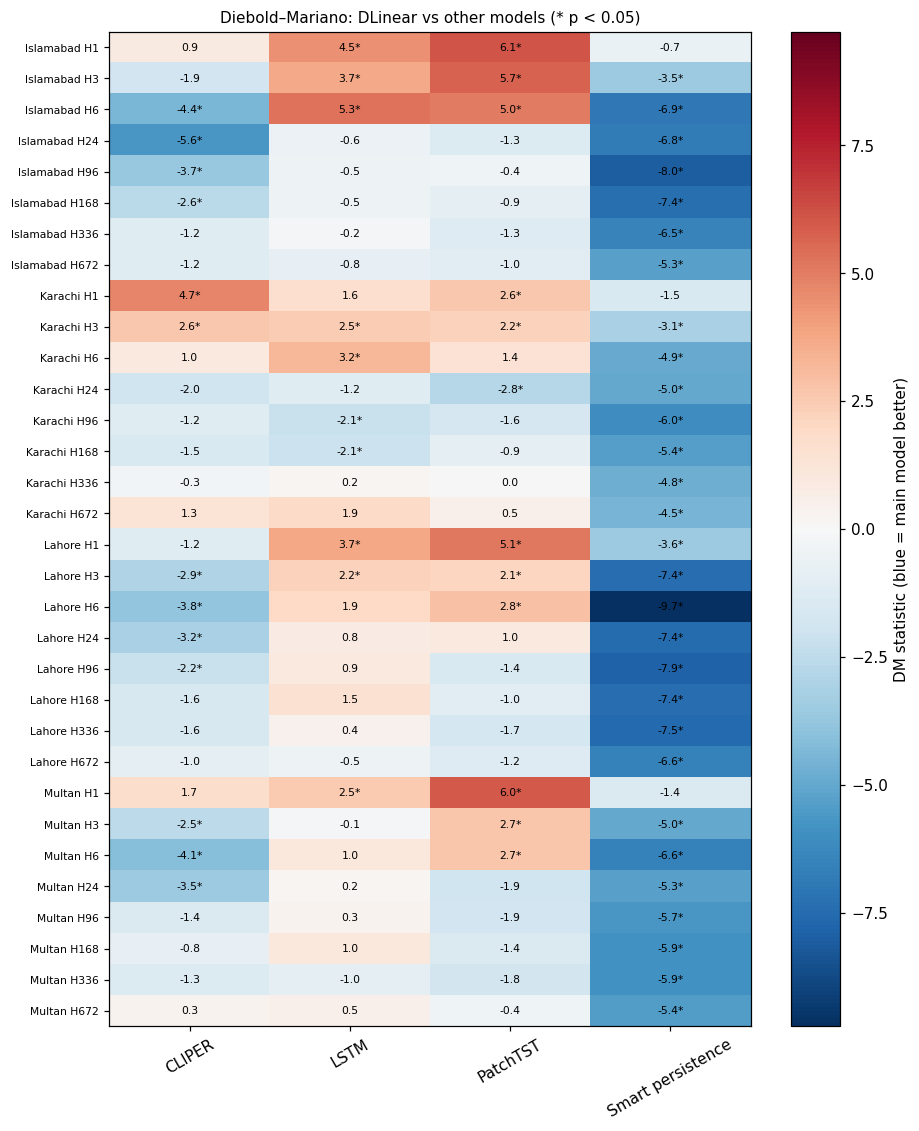 Diebold–Mariano: DLinear vs other models (* p < 0.05)
Islamabad H1 0.9 4.5* 6.1* -0.7
Islamabad H3 -1.9 3.7* 5.7* -3.5*
Islamabad H6 -4.4* 5.3* 5.0* -6.9*
Islamabad H24 -5.6* -0.6 -1.3 -6.8*
Islamabad H96 -3.7* -0.5 -0.4 -8.0*
Islamabad H168 -2.6* -0.5 -0.9 -7.4*
Islamabad H336 -1.2 -0.2 -1.3 -6.5*
Islamabad H672 -1.2 -0.8 -1.0 -5.3*
Karachi H1 4.7* 1.6 2.6* -1.5
Karachi H3 2.6* 2.5* 2.2* -3.1*
Karachi H6 1.0 3.2* 1.4 -4.9*
Karachi H24 -2.0 -1.2 -2.8* -5.0*
Karachi H96 -1.2 -2.1* -1.6 -6.0*
Karachi H168 -1.5 -2.1* -0.9 -5.4*
Karachi H336 -0.3 0.2 0.0 -4.8*
Karachi H672 1.3 1.9 0.5 -4.5*
Lahore H1 -1.2 3.7* 5.1* -3.6*
Lahore H3 -2.9* 2.2* 2.1* -7.4*
Lahore H6 -3.8* 1.9 2.8* -9.7*
Lahore H24 -3.2* 0.8 1.0 -7.4*
Lahore H96 -2.2* 0.9 -1.4 -7.9*
Lahore H168 -1.6 1.5 -1.0 -7.4*
Lahore H336 -1.6 0.4 -1.7 -7.5*
Lahore H672 -1.0 -0.5 -1.2 -6.6*
Multan H1 1.7 2.5* 6.0* -1.4
Multan H3 -2.5* -0.1 2.7* -5.0*
Multan H6 -4.1* 1.0 2.7* -6.6*
Multan H24 -3.5* 0.2 -1.9 -5.3*
Multan H96 -1.4 0.3 -1.9 -5.7*
Multan H168 -0.8 1.0 -1.4 -5.9*
Multan H336 -1.3 -1.0 -1.8 -5.9*
Multan H672 0.3 0.5 -0.4 -5.4*
CLIPER LSTM PatchTST Smart persistence
7.5
5.0
2.5
0.0
−2.5
−5.0
−7.5
DM statistic (blue = main model better)